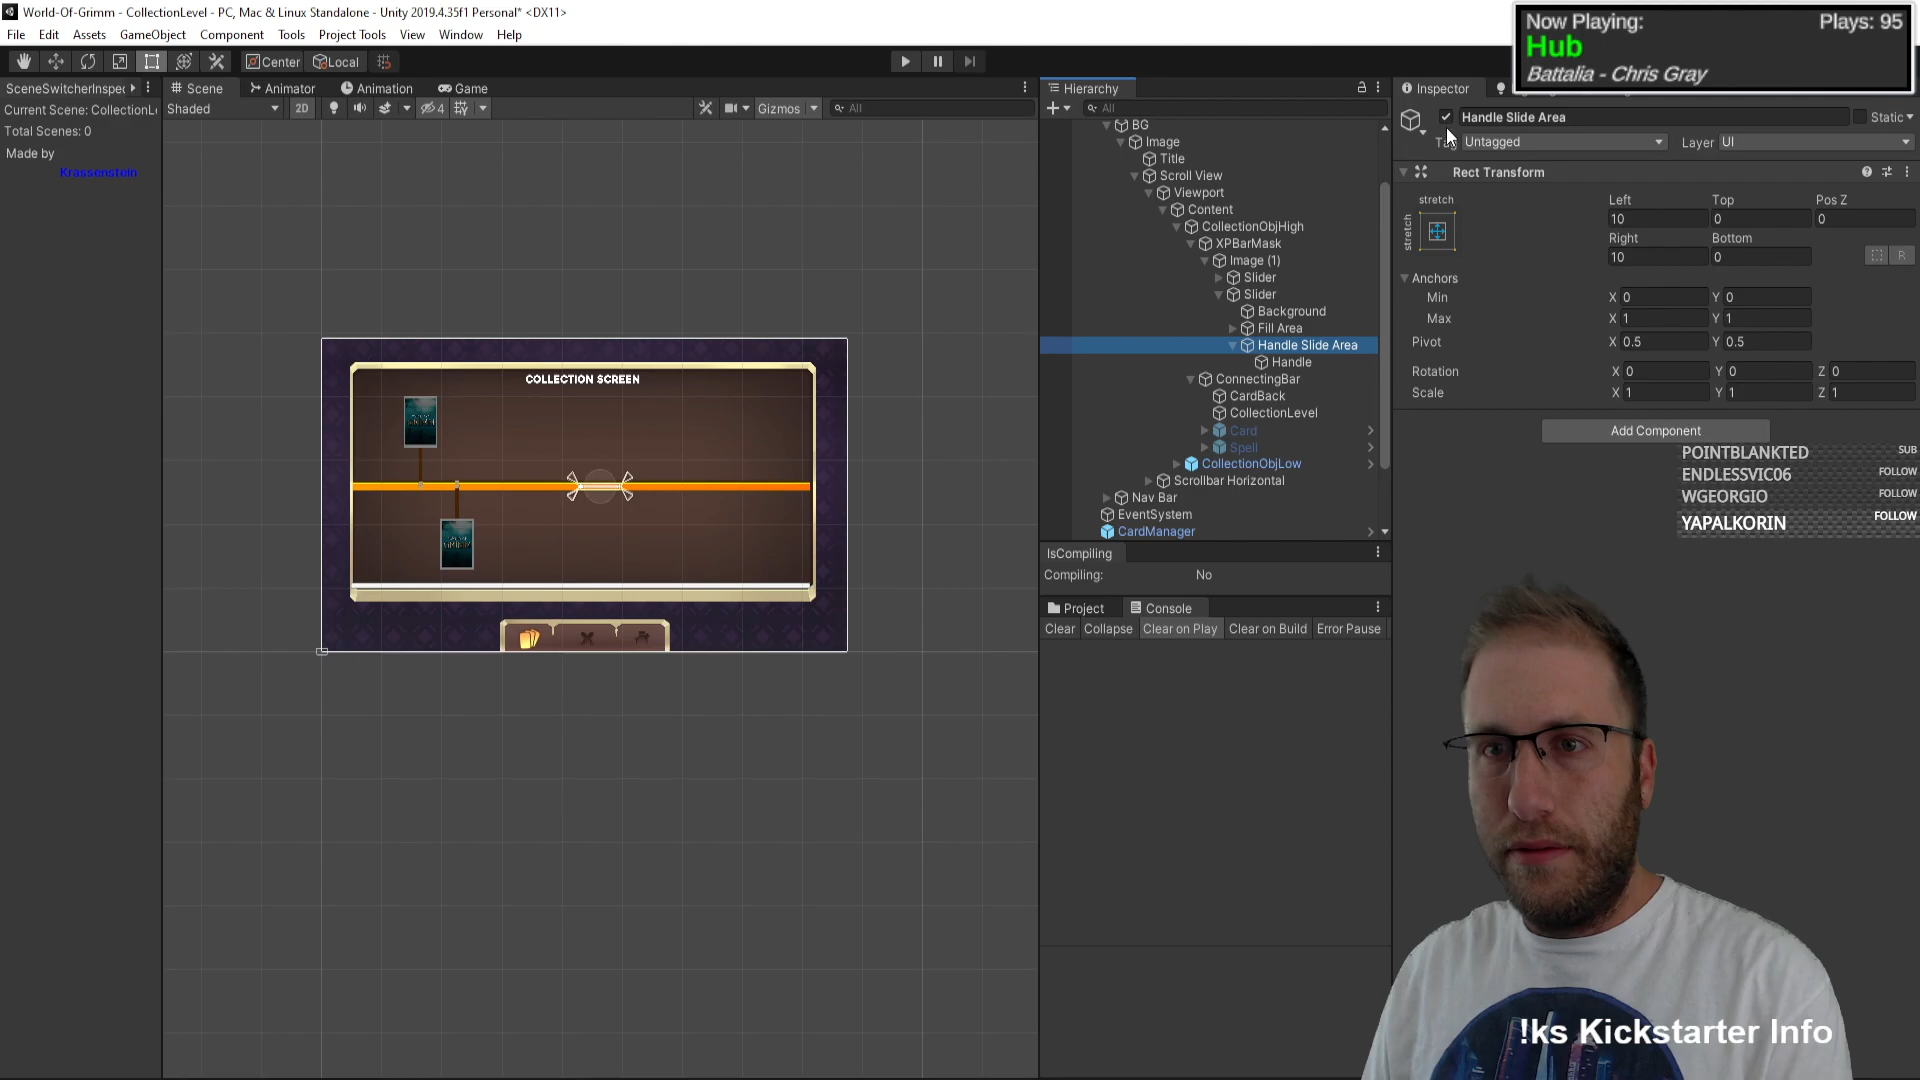 World-Of-Grimm - CollectionLevel - PC, Mac & Linux Standalone - Unity 2019.4.35f1 Personal* <DX11>
File Edit Assets GameObject Component Tools Project Tools View Window Help
Center Local
Now Playing: Plays: 95
Hub
Battalia - Chris Gray
SceneSwitcherInspec
Current Scene: CollectionL
Total Scenes: 0
Made by
Krassenstein
Scene Animator Animation Game
Shaded 2D 4 Gizmos All
COLLECTION SCREEN
Hierarchy
All
BG
Image
Title
Scroll View
Viewport
Content
CollectionObjHigh
XPBarMask
Image (1)
Slider
Slider
Background
Fill Area
Handle Slide Area
Handle
ConnectingBar
CardBack
CollectionLevel
Card
Spell
CollectionObjLow
Scrollbar Horizontal
Nav Bar
EventSystem
CardManager
IsCompiling
Compiling: No
Project Console
Clear Collapse Clear on Play Clear on Build Error Pause
Inspector
Handle Slide Area Static
Untagged Layer UI
Rect Transform
stretch Left Top Pos Z
stretch 10 0 0
Right Bottom
10 0 R
Anchors
Min X 0 Y 0
Max X 1 Y 1
Pivot X 0.5 Y 0.5
Rotation X 0 Y 0 Z 0
Scale X 1 Y 1 Z 1
Add Component
POINTBLANKTED SUB
ENDLESSVIC06 FOLLOW
WGEORGIO FOLLOW
YAPALKORIN FOLLOW
!ks Kickstarter Info